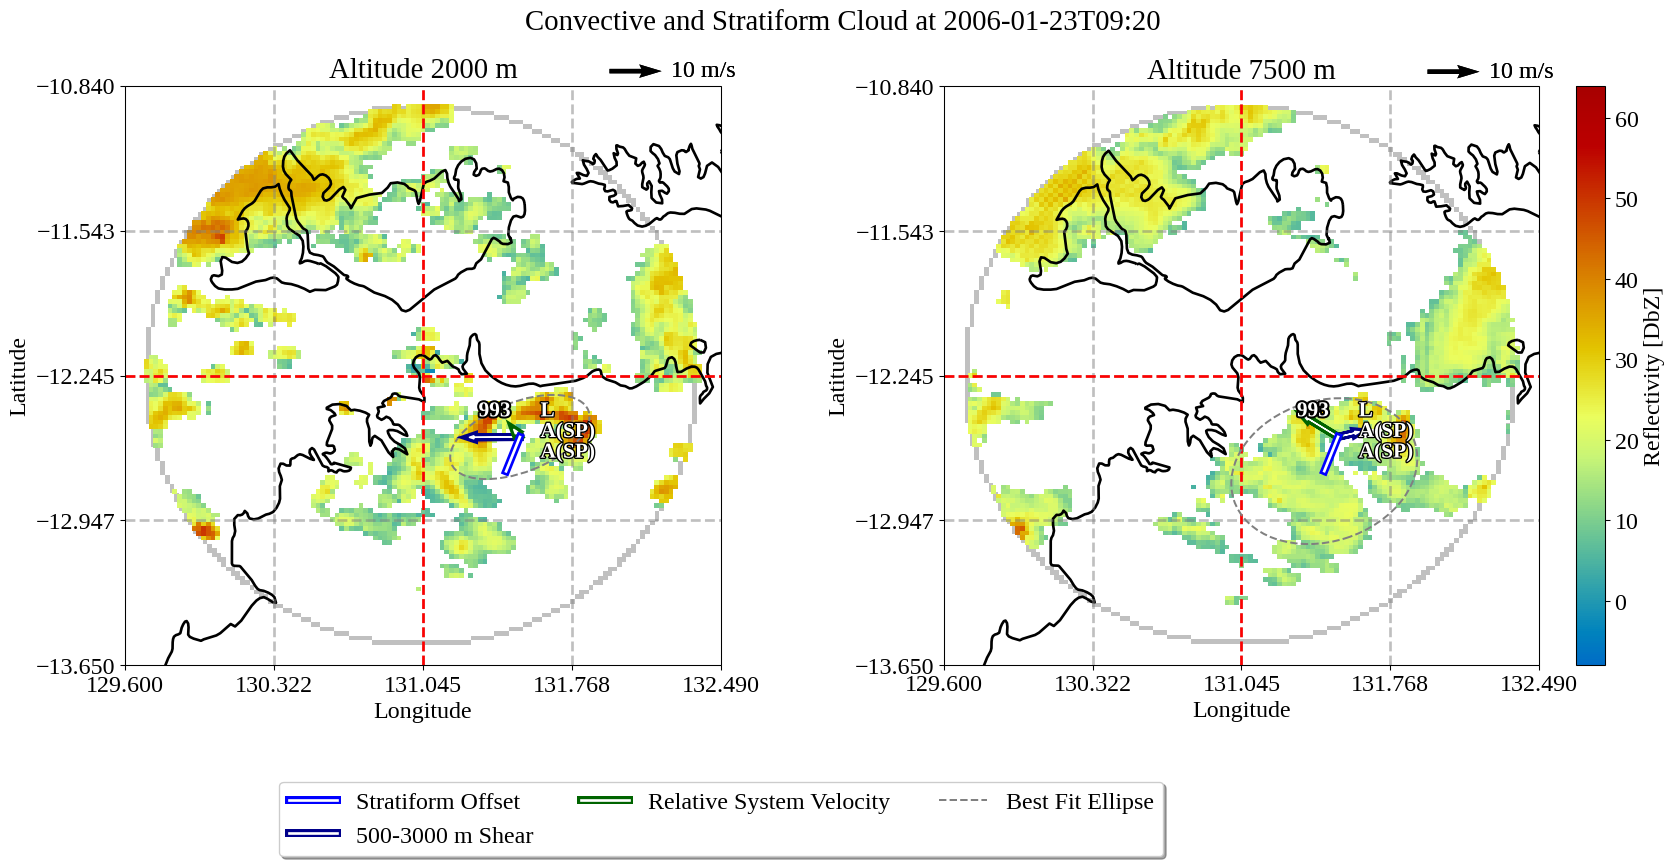 Convective and Stratiform Cloud at 2006-01-23T09:20
Altitude 2000 m
10 m/s
−10.840
−11.543
−12.245
−12.947
−13.650
Latitude
129.600
130.322
131.045
131.768
132.490
Longitude
993
L
A(SP)
A(SP)
Altitude 7500 m
10 m/s
−10.840
−11.543
−12.245
−12.947
−13.650
Latitude
129.600
130.322
131.045
131.768
132.490
Longitude
993
L
A(SP)
A(SP)
60
50
40
30
20
10
0
Reflectivity [DbZ]
Stratiform Offset
500-3000 m Shear
Relative System Velocity
Best Fit Ellipse